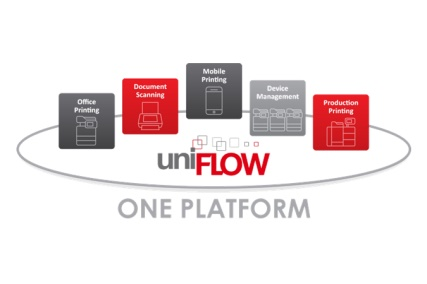 Office
Printing
Document
Scanning
Mobile
Printing
Device
Management
Production
Printing
uniFLOW
ONE PLATFORM